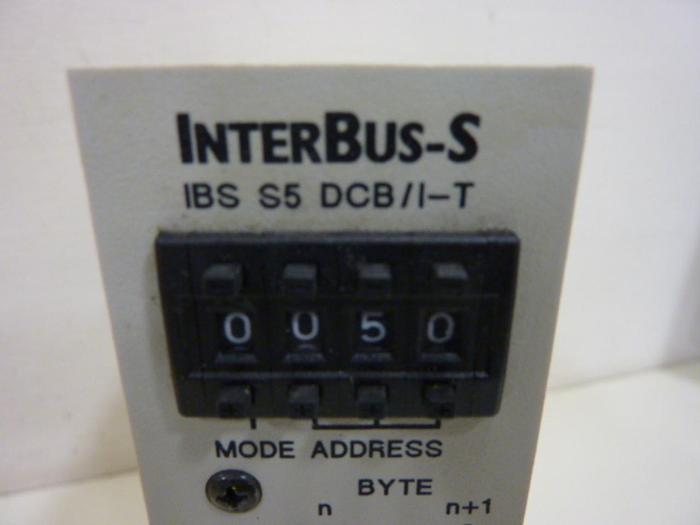 INTERBUS-S
IBS S5 DCB/I-T
0 0 5 0
MODE ADDRESS
BYTE
n n+1